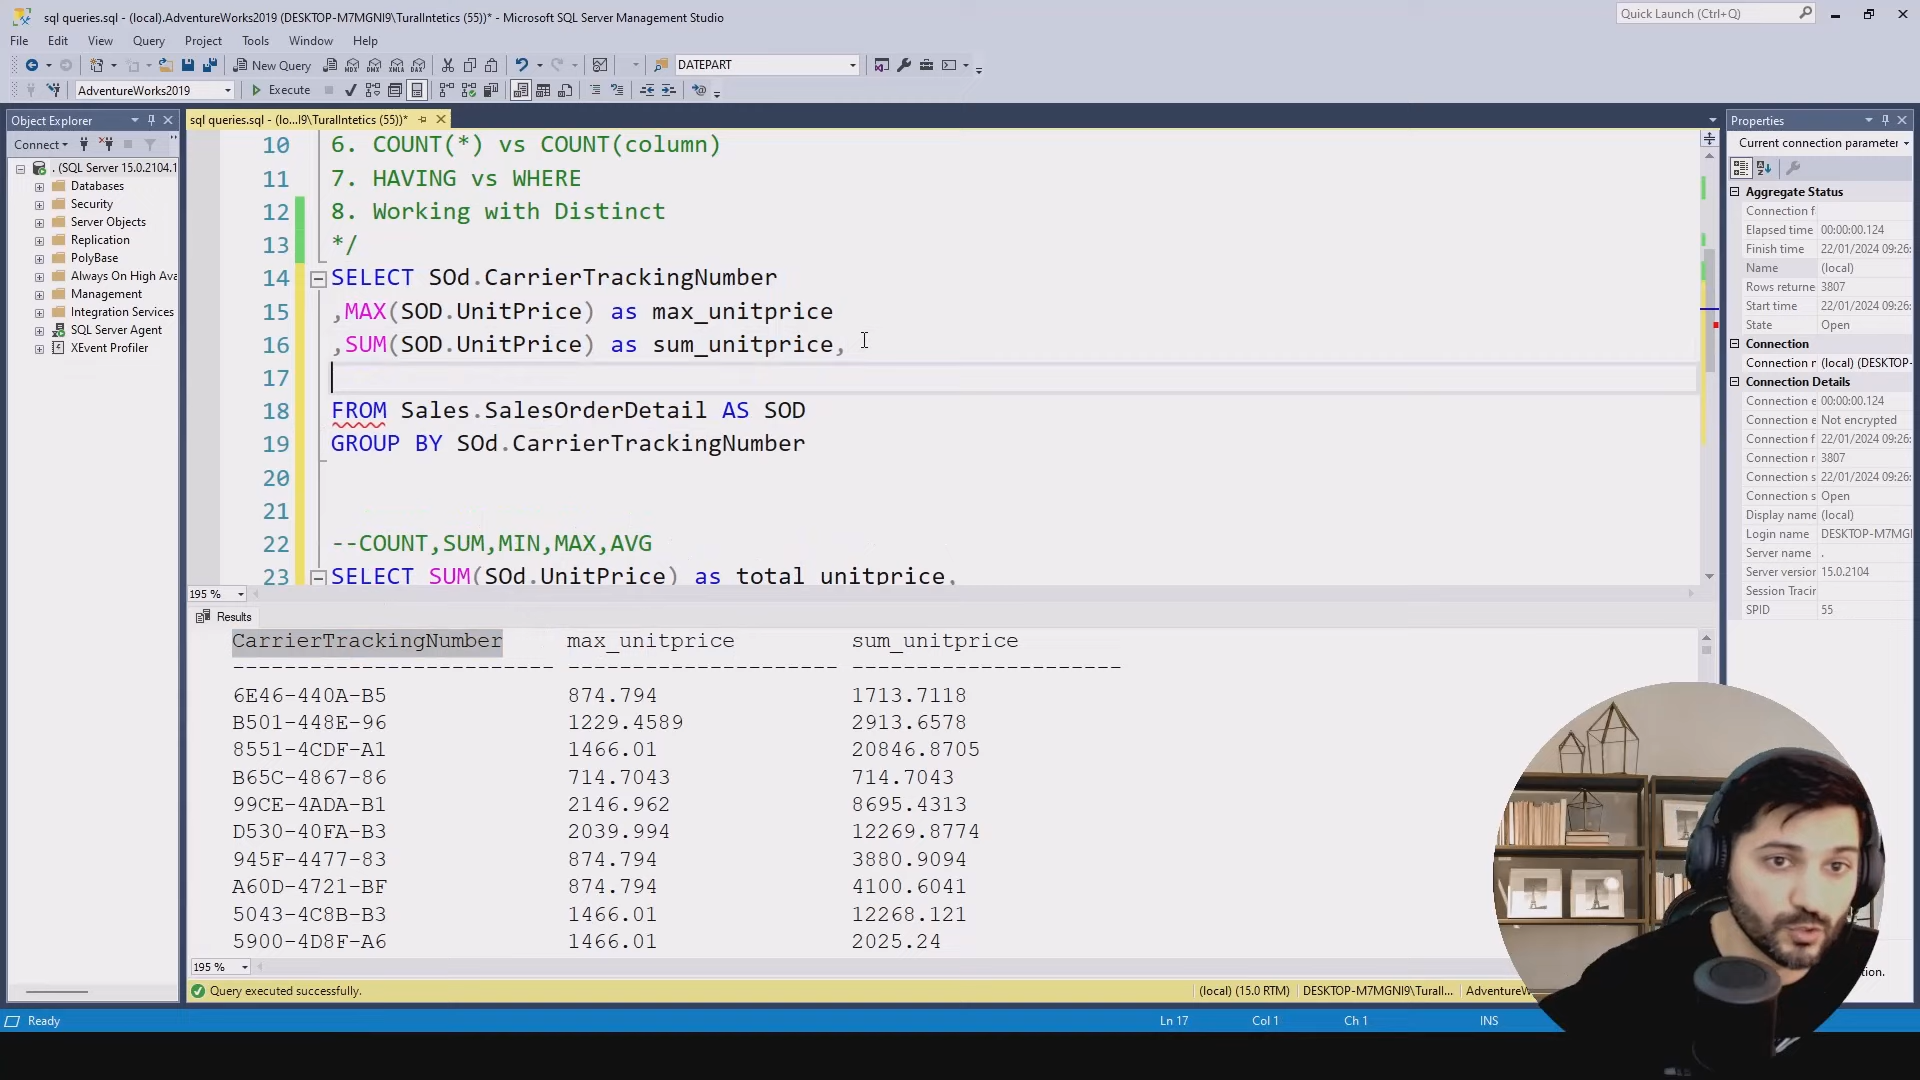 sql queries.sql - (local).AdventureWorks2019 (DESKTOP-M7MGNI9\TuralIntetics (55))* - Microsoft SQL Server Management Studio
Quick Launch (Ctrl+Q)
File Edit View Query Project Tools Window Help
New Query
DATEPART
AdventureWorks2019
Execute
Object Explorer
Connect
. (SQL Server 15.0.2104.1
Databases
Security
Server Objects
Replication
PolyBase
Always On High Ava
Management
Integration Services
SQL Server Agent
XEvent Profiler
sql queries.sql - (lo...I9\TuralIntetics (55))*
10 6. COUNT(*) vs COUNT(column)
11 7. HAVING vs WHERE
12 8. Working with Distinct
13 */
14 SELECT SOd.CarrierTrackingNumber
15 ,MAX(SOD.UnitPrice) as max_unitprice
16 ,SUM(SOD.UnitPrice) as sum_unitprice,
17
18 FROM Sales.SalesOrderDetail AS SOD
19 GROUP BY SOd.CarrierTrackingNumber
20
21
22 --COUNT,SUM,MIN,MAX,AVG
23 SELECT SUM(SOd.UnitPrice) as total_unitprice,
195 %
Results
CarrierTrackingNumber max_unitprice sum_unitprice
------------------------- --------------------- ---------------------
6E46-440A-B5 874.794 1713.7118
B501-448E-96 1229.4589 2913.6578
8551-4CDF-A1 1466.01 20846.8705
B65C-4867-86 714.7043 714.7043
99CE-4ADA-B1 2146.962 8695.4313
D530-40FA-B3 2039.994 12269.8774
945F-4477-83 874.794 3880.9094
A60D-4721-BF 874.794 4100.6041
5043-4C8B-B3 1466.01 12268.121
5900-4D8F-A6 1466.01 2025.24
195 %
Query executed successfully.
(local) (15.0 RTM) DESKTOP-M7MGNI9\Turall... AdventureW
Ready
Ln 17 Col 1 Ch 1 INS
Properties
Current connection parameter
Aggregate Status
Connection f
Elapsed time 00:00:00.124
Finish time 22/01/2024 09:26:
Name (local)
Rows returne 3807
Start time 22/01/2024 09:26:
State Open
Connection
Connection n (local) (DESKTOP-
Connection Details
Connection e 00:00:00.124
Connection e Not encrypted
Connection f 22/01/2024 09:26:
Connection r 3807
Connection s 22/01/2024 09:26:
Connection s Open
Display name (local)
Login name DESKTOP-M7MGI
Server name .
Server version 15.0.2104
Session Tracin
SPID 55
tion.